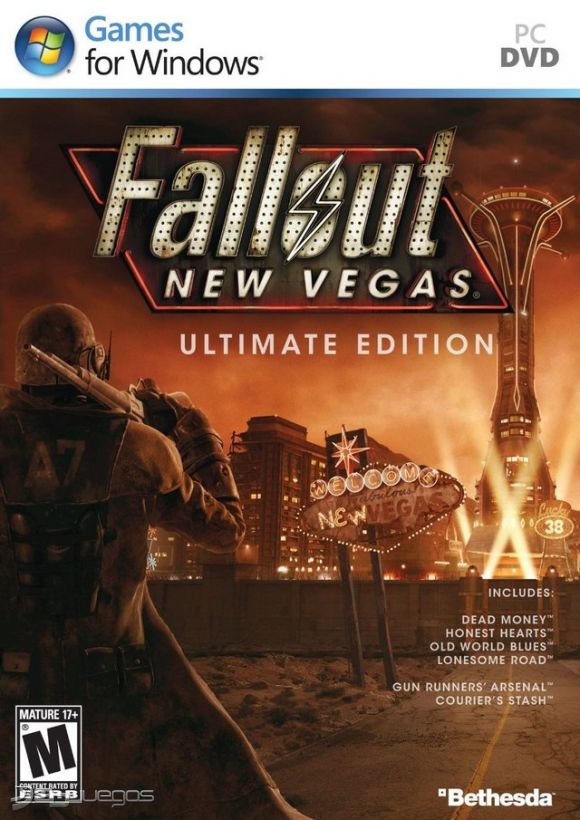 Games
for Windows®
PC
DVD
Fallout
NEW VEGAS®
ULTIMATE EDITION
A7
WELCOME
Fabulous
NEW VEGAS
Lucky
38
INCLUDES:
DEAD MONEY™
HONEST HEARTS™
OLD WORLD BLUES™
LONESOME ROAD™
GUN RUNNERS' ARSENAL™
COURIER'S STASH™
MATURE 17+
M®
CONTENT RATED BY
ESRB
Bethesda®